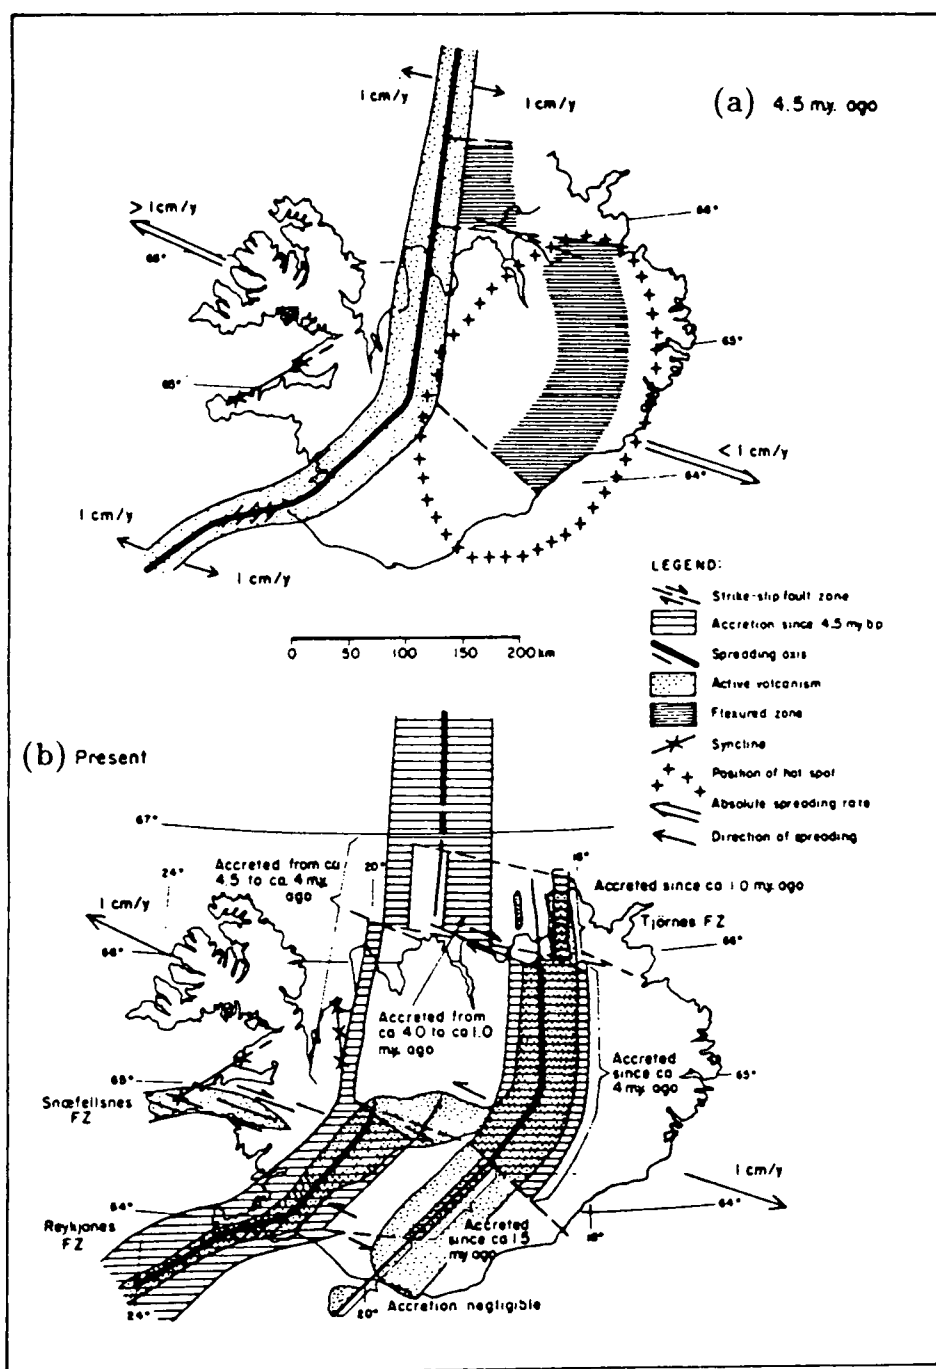 (a) 4.5 my. ago
1 cm/y
1 cm/y
> 1 cm/y
66°
66°
65°
65°
< 1 cm/y
64°
1 cm/y
1 cm/y
LEGEND:
Strike-slip fault zone
Accretion since 4.5 my bp
Spreading axis
Active volcanism
Flexured zone
Syncline
Position of hot spot
Absolute spreading rate
Direction of spreading
0 50 100 150 200 km
(b) Present
67°
24°
20°
Accreted from ca
4.5 to ca 4 my.
ago
Accreted since ca 1.0 my. ago
Tjörnes FZ
1 cm/y
66°
66°
Accreted from
ca 4.0 to ca 1.0
my. ago
Accreted
since ca
4 my. ago
65°
65°
Snæfellsnes
FZ
1 cm/y
64°
64°
Reykjanes
FZ
Accreted
since ca 1.5
my ago
24°
20°
Accretion negligible